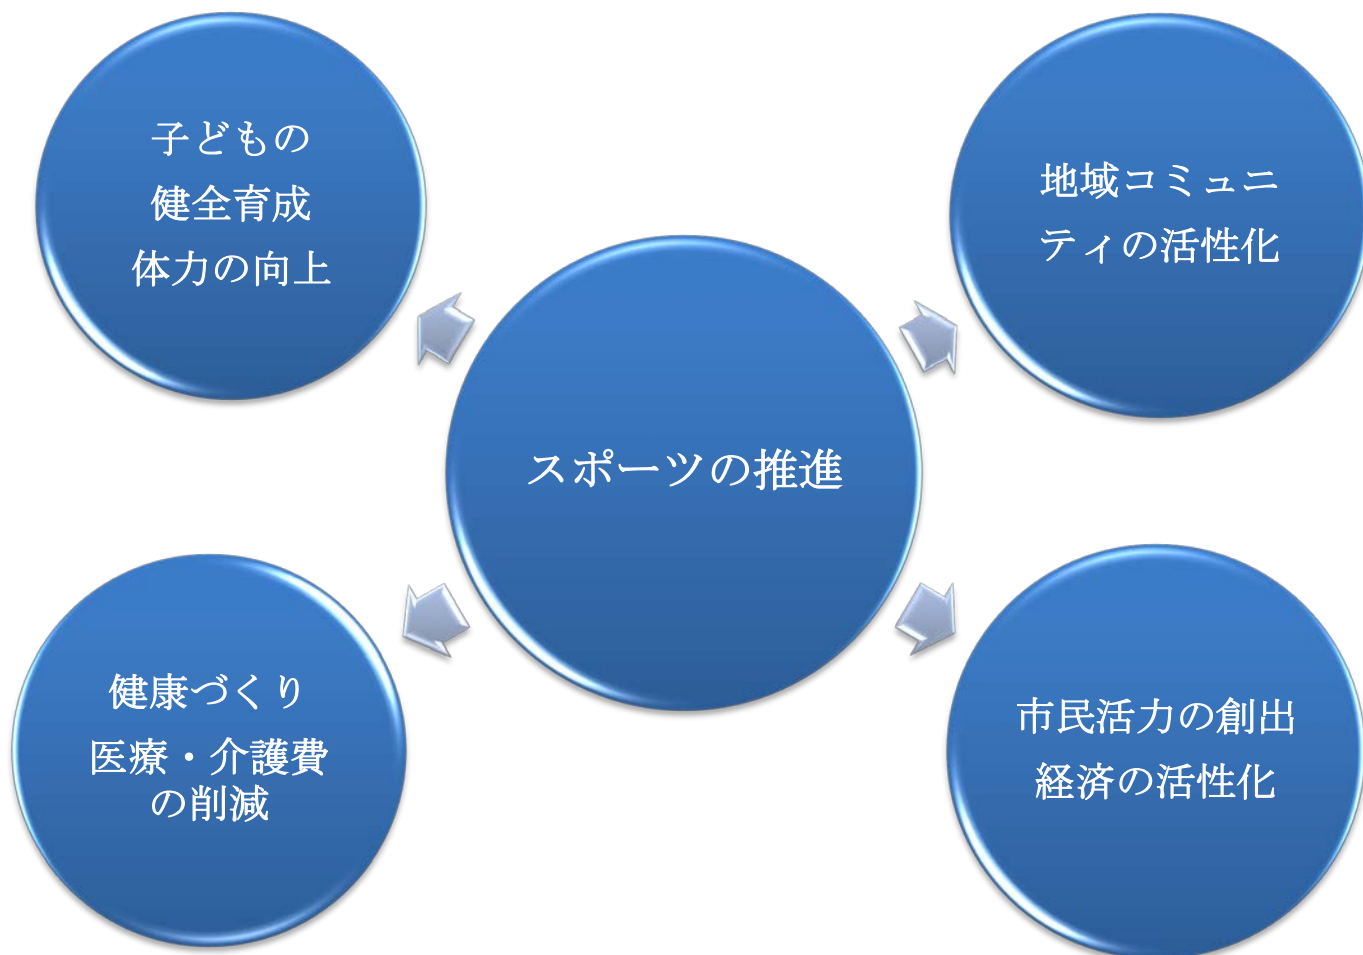 子どもの
健全育成
体力の向上
地域コミュニ
ティの活性化
スポーツの推進
健康づくり
医療・介護費
の削減
市民活力の創出
経済の活性化